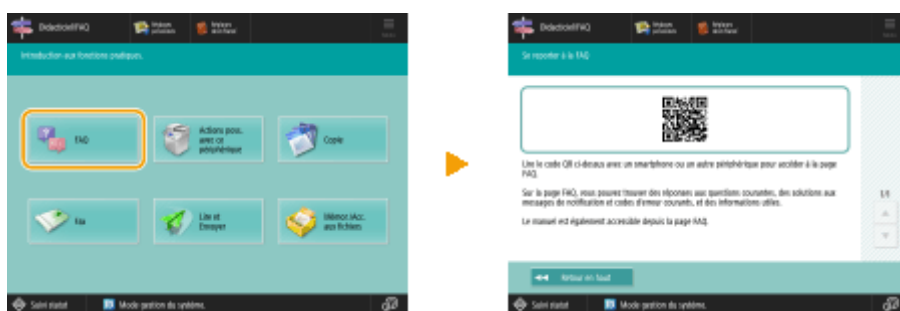 Didacticiel/FAQ
Menu
Introduction aux fonctions pratiques.
FAQ
Actions poss.
avec ce
périphérique
Copie
Fax
Lire et
Envoyer
Mémor./Acc.
aux fichiers
Suivi statut
Mode gestion du système.
Didacticiel/FAQ
Menu
Se reporter à la FAQ
Lire le code QR ci-dessus avec un smartphone ou un autre périphérique pour accéder à la page
FAQ.
Sur la page FAQ, vous pouvez trouver des réponses aux questions courantes, des solutions aux
messages de notification et codes d'erreur courants, et des informations utiles.
Le manuel est également accessible depuis la page FAQ.
1/1
Retour en haut
Suivi statut
Mode gestion du système.